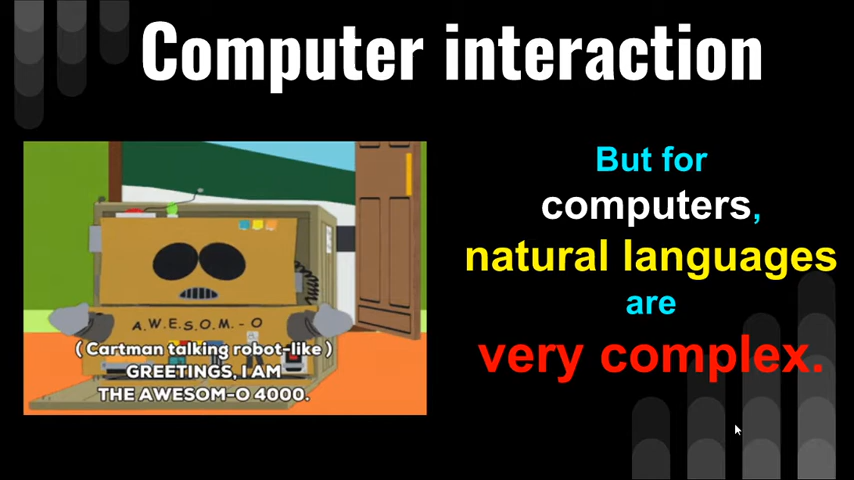 Computer interaction
But for
computers,
natural languages
are
very complex.
A.W.E.S.O.M.-O
( Cartman talking robot-like )
GREETINGS, I AM
THE AWESOM-O 4000.